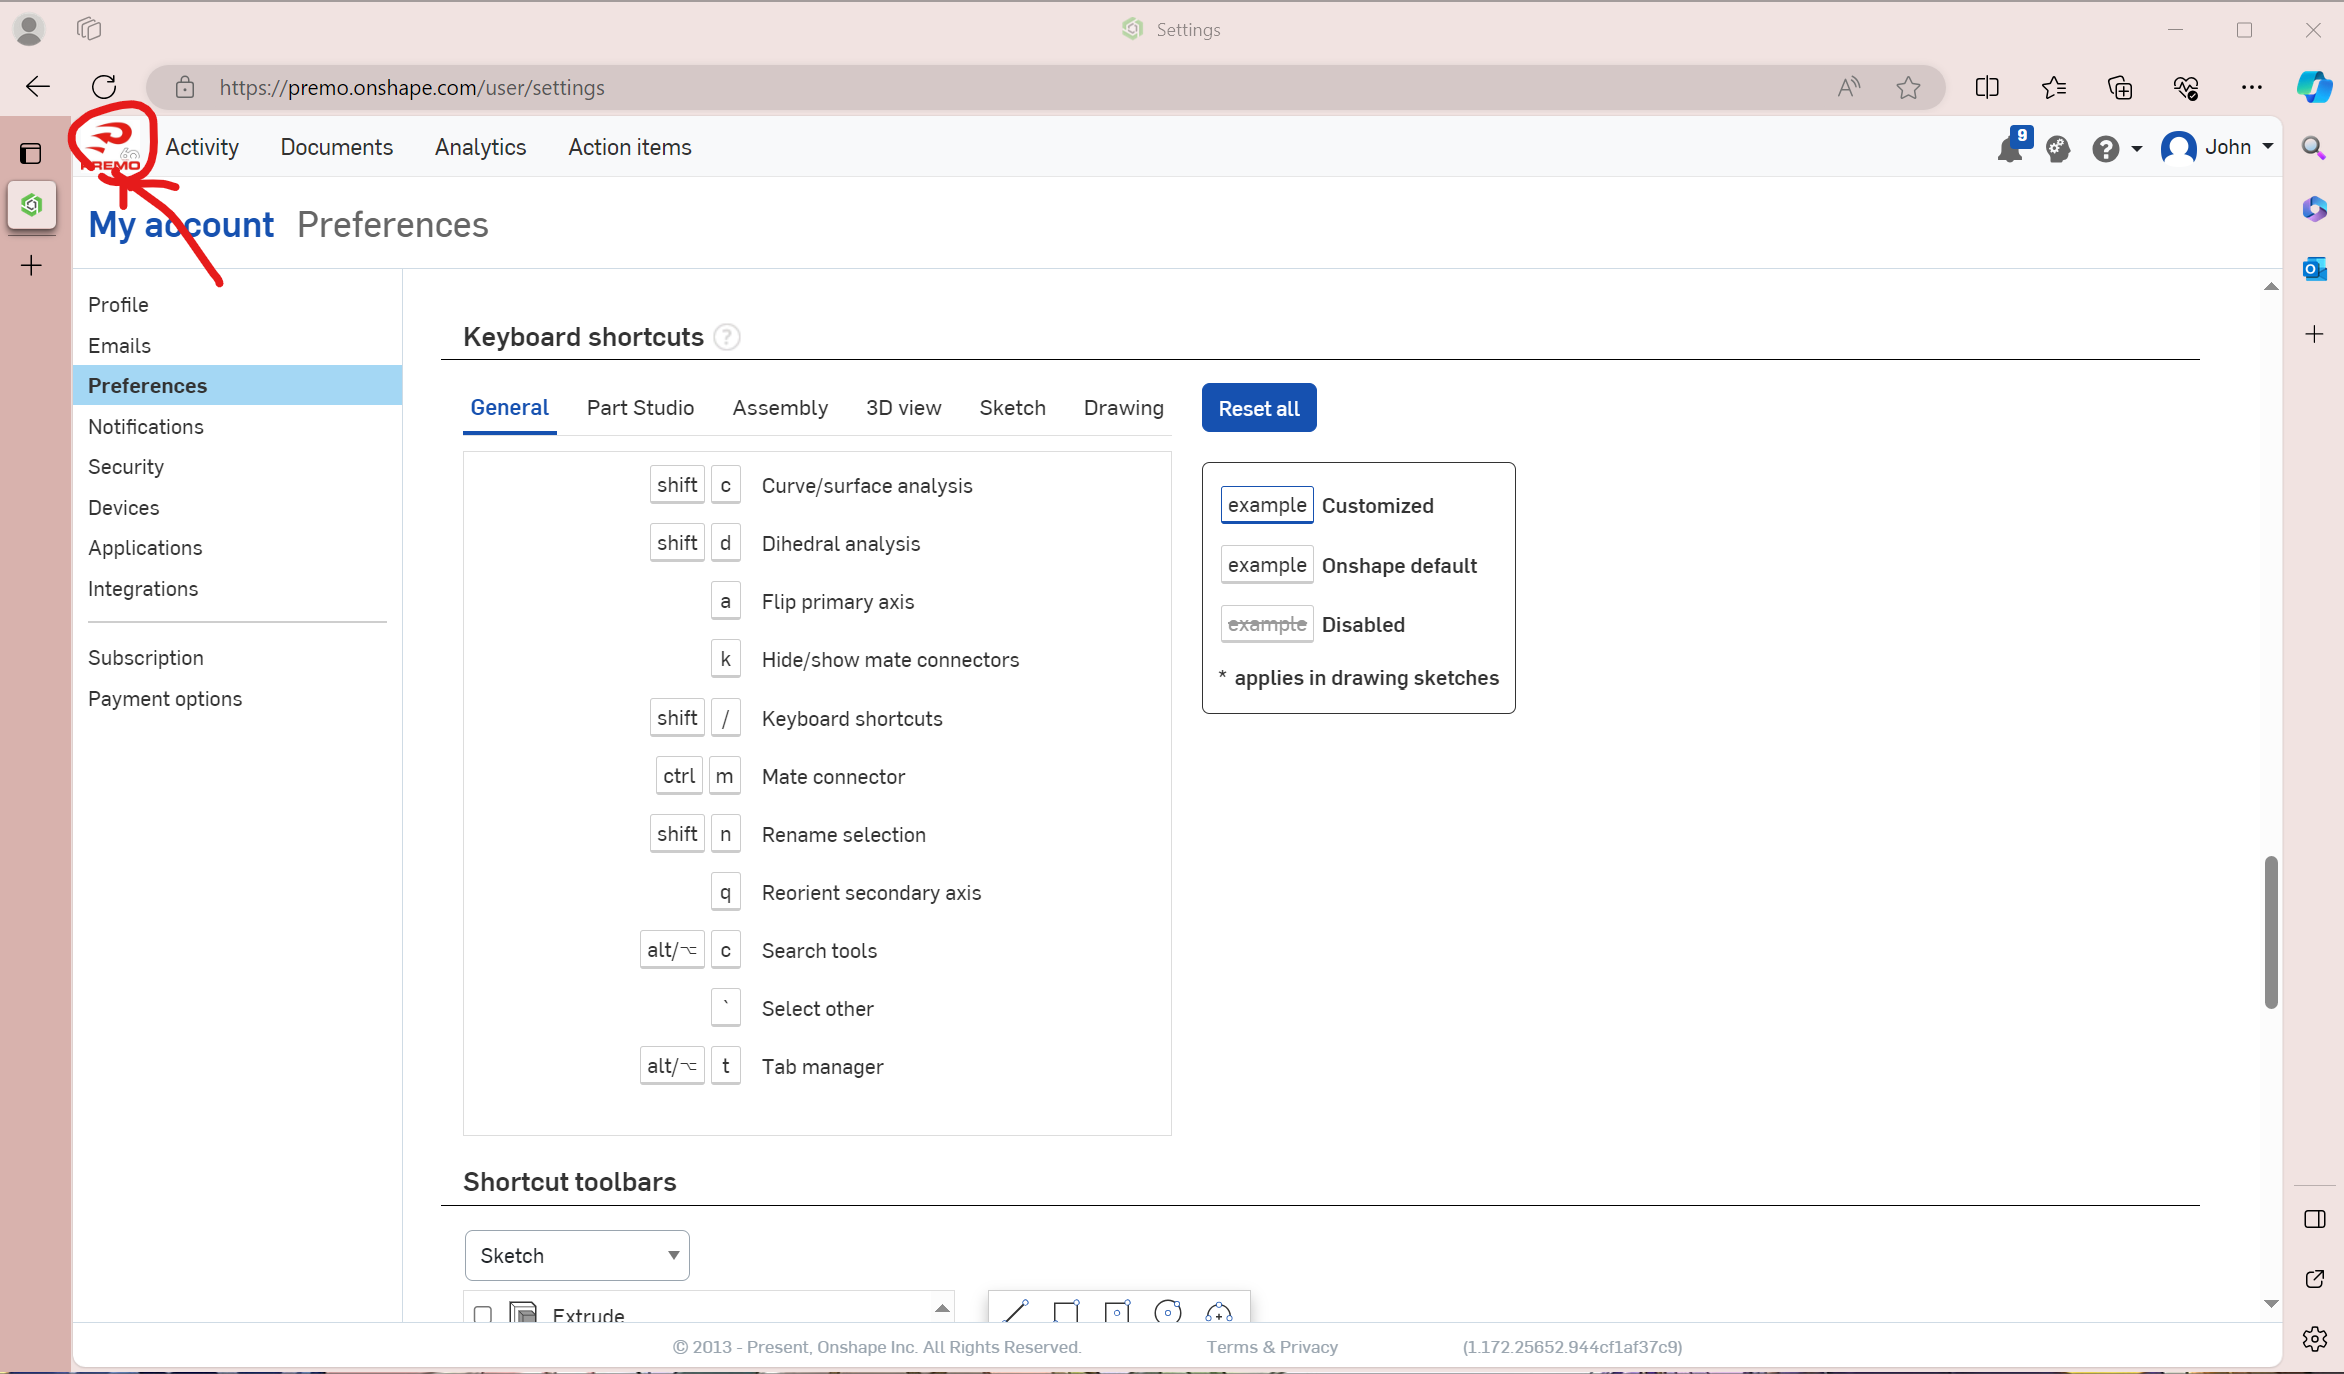 Settings
https://premo.onshape.com/user/settings
PREMO
Activity Documents Analytics Action items
9
John
My account Preferences
Profile
Emails
Preferences
Notifications
Security
Devices
Applications
Integrations
Subscription
Payment options
Keyboard shortcuts ?
General Part Studio Assembly 3D view Sketch Drawing Reset all
shift c Curve/surface analysis
shift d Dihedral analysis
a Flip primary axis
k Hide/show mate connectors
shift / Keyboard shortcuts
ctrl m Mate connector
shift n Rename selection
q Reorient secondary axis
alt/⌥ c Search tools
` Select other
alt/⌥ t Tab manager
example Customized
example Onshape default
example Disabled
* applies in drawing sketches
Shortcut toolbars
Sketch
Extrude
© 2013 - Present, Onshape Inc. All Rights Reserved. Terms & Privacy (1.172.25652.944cf1af37c9)